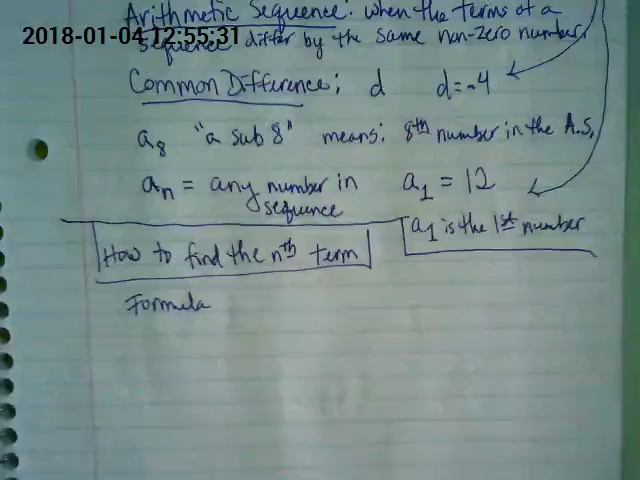 Arithmetic Sequence: when the terms of a
2018-01-04 12:55:31
sequence differ by the same non-zero number.
Common Difference: d d=-4
a8 "a sub 8" means: 8th number in the A.S.
an = any number in a1 = 12
sequence
a1 is the 1st number
How to find the nth term
Formula